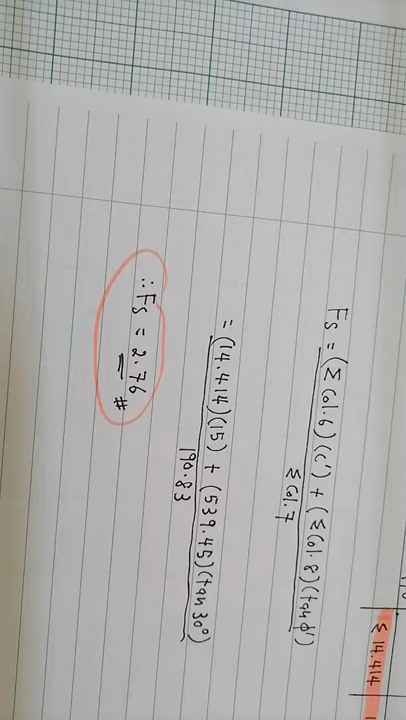 Σ 14.414
Fs = (Σ Col. 6)(c') + (Σ Col. 8)(tan ϕ')
Σ Col. 7
= (14.414)(15) + (539.45)(tan 30°)
190.83
∴ Fs = 2.76 #